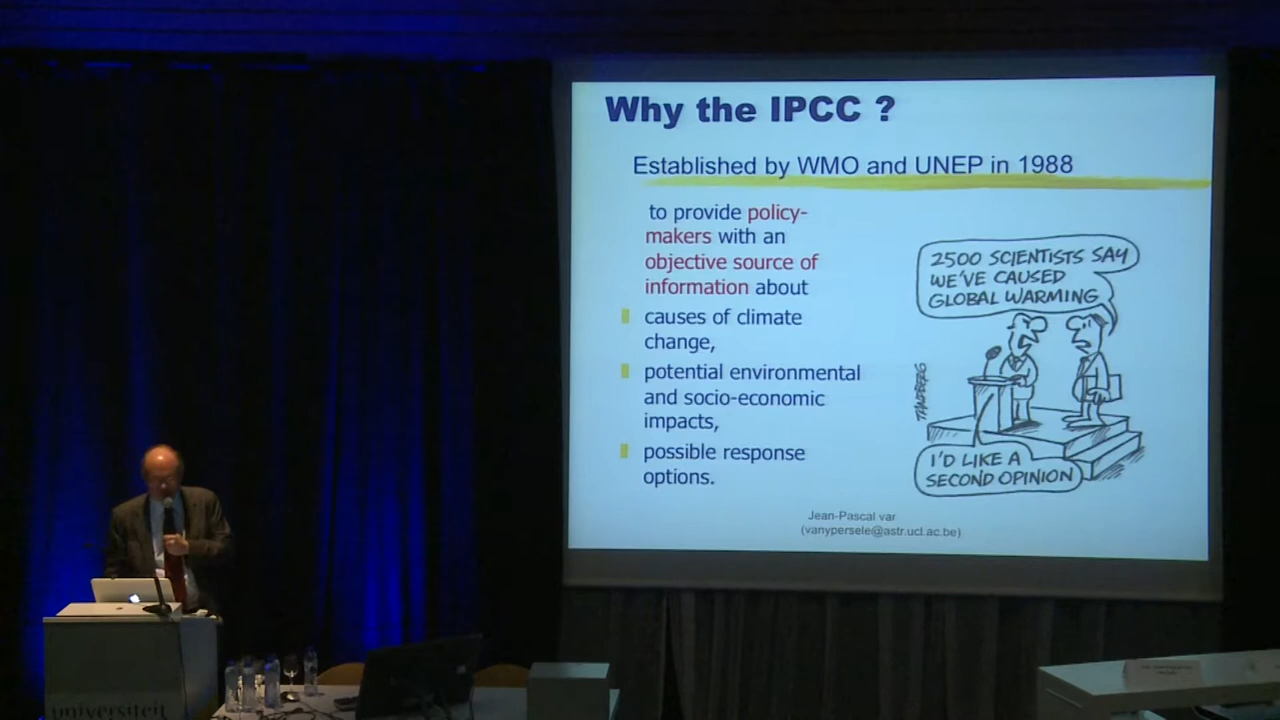 Why the IPCC ?
Established by WMO and UNEP in 1988
to provide policy-
makers with an
objective source of
information about
causes of climate
change,
potential environmental
and socio-economic
impacts,
possible response
options.
2500 SCIENTISTS SAY
WE'VE CAUSED
GLOBAL WARMING
I'D LIKE A
SECOND OPINION
Jean-Pascal var
(vanypersele@astr.ucl.ac.be)
universiteit